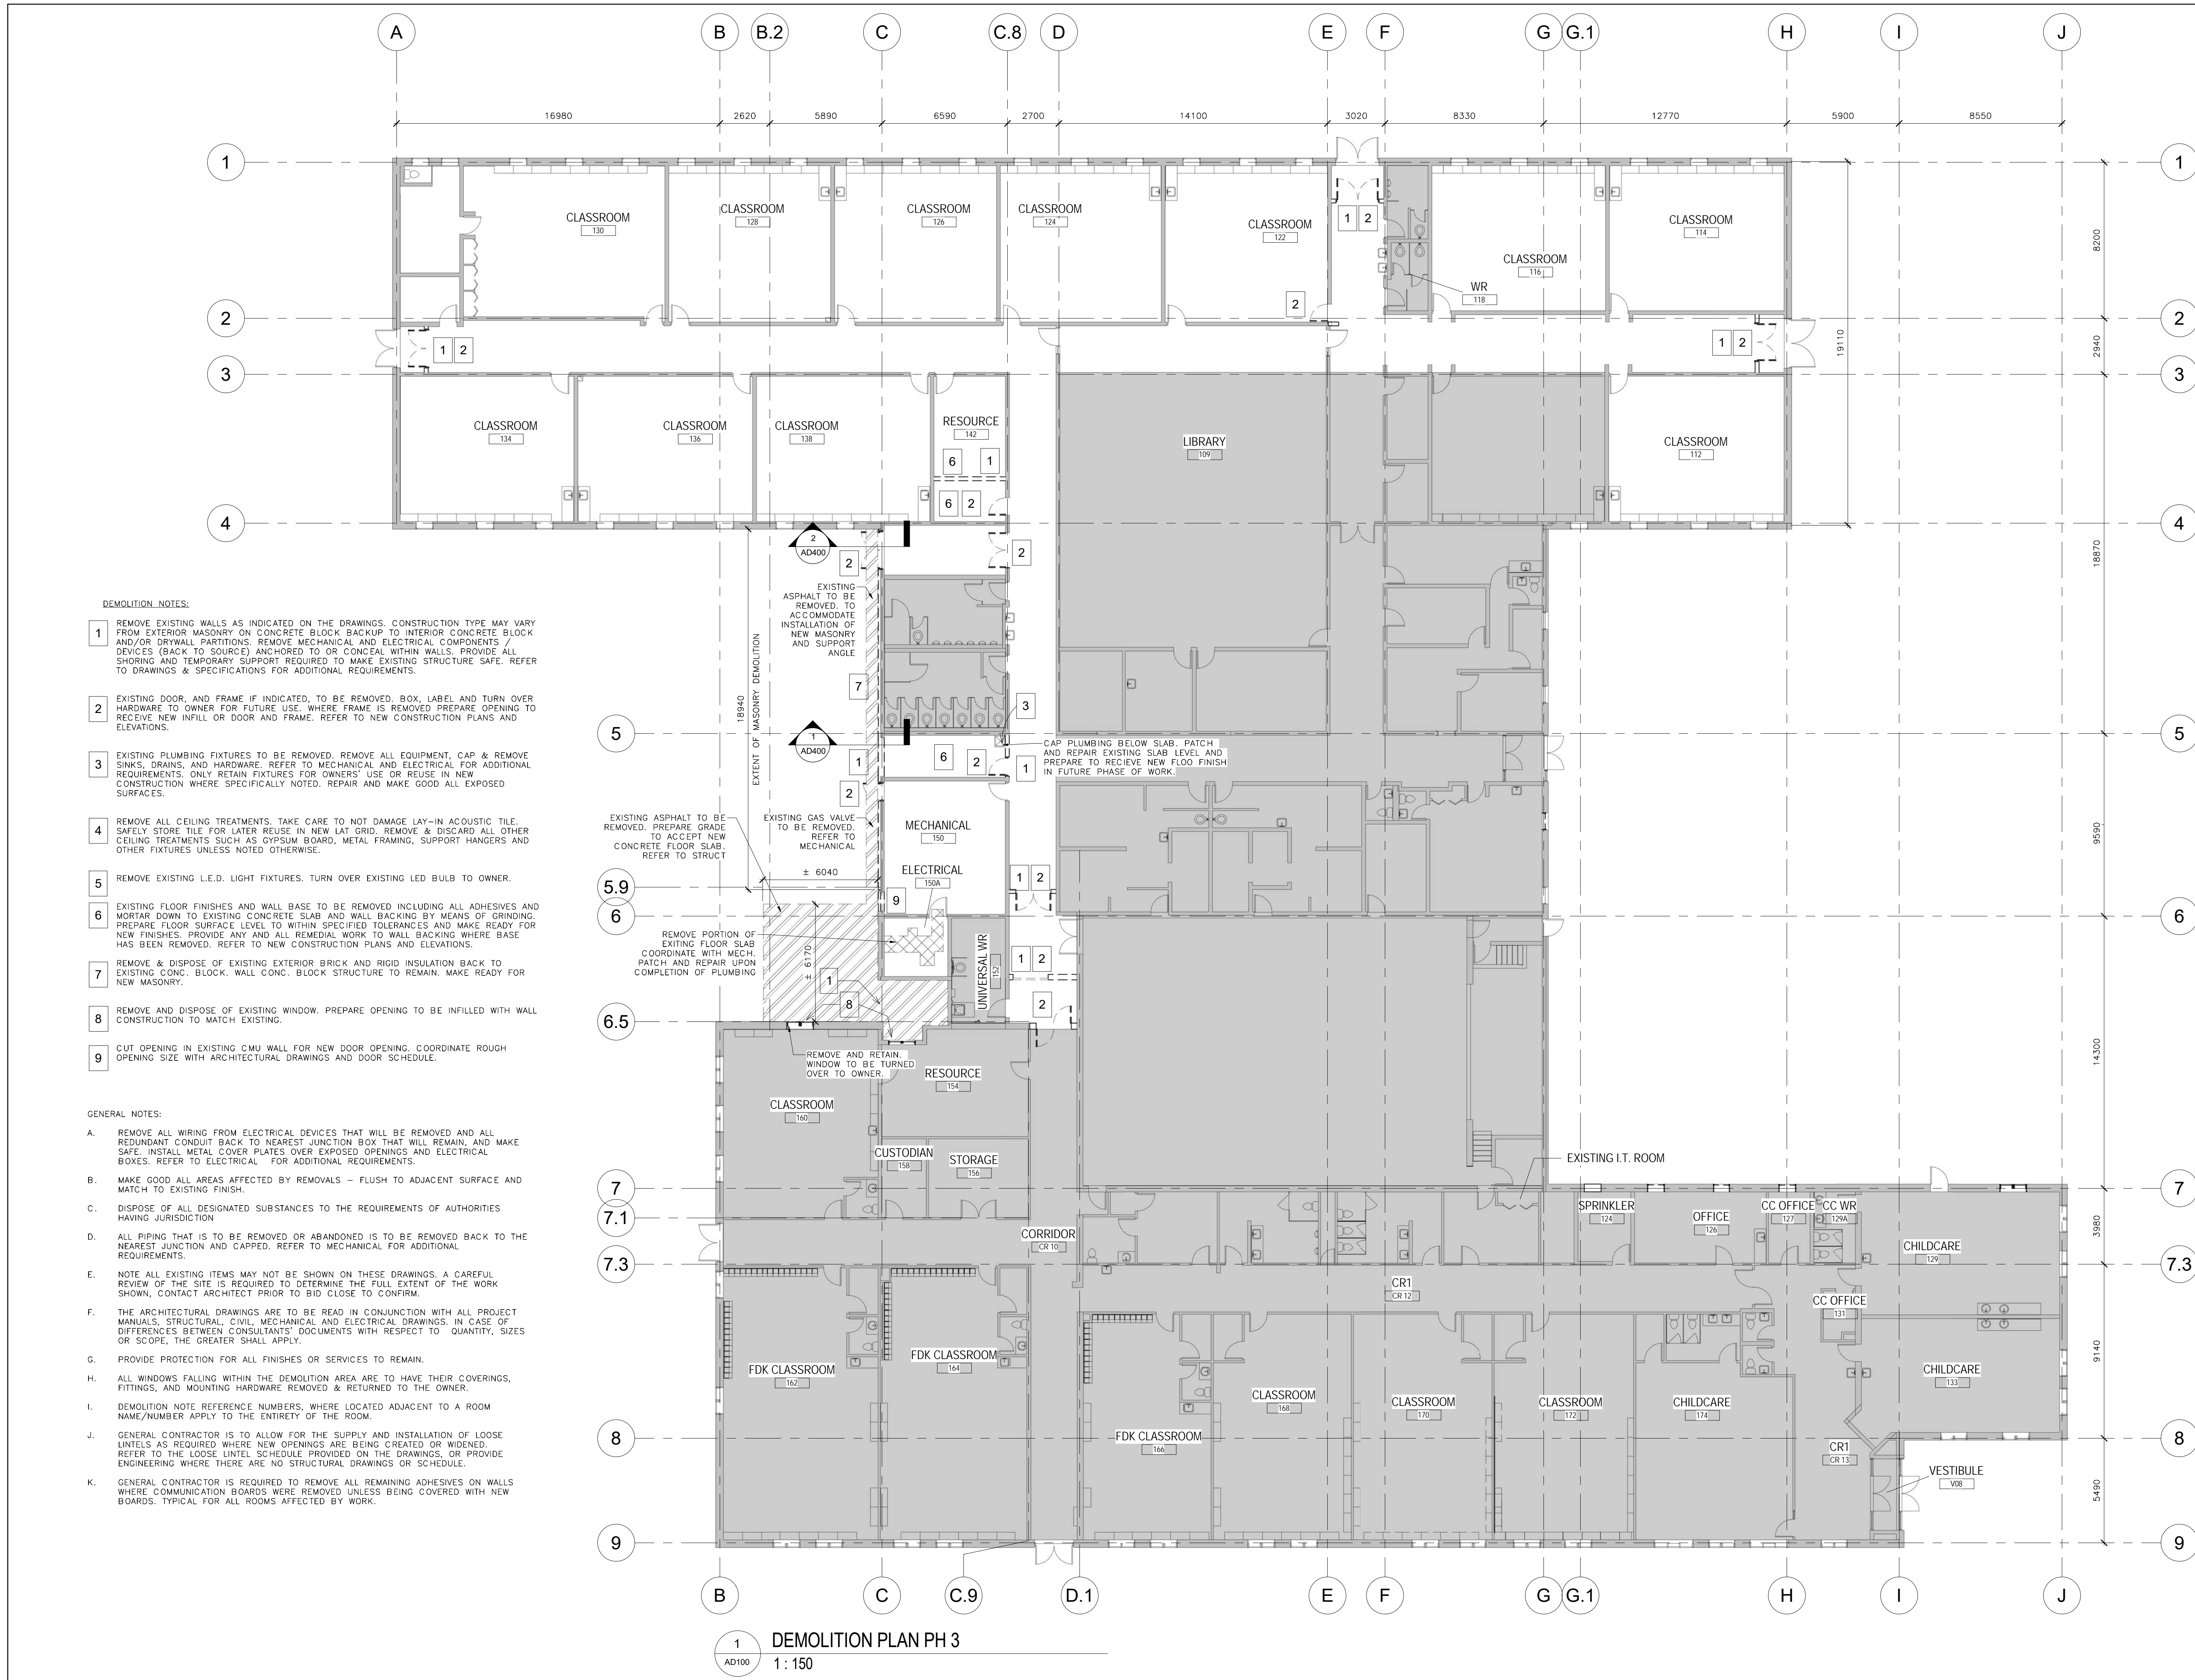 A B B.2 C C.8 D E F G G.1 H I J
16980 2620 5890 6590 2700 14100 3020 8330 12770 5900 8550
1 1
CLASSROOM
130
CLASSROOM
128
CLASSROOM
126
CLASSROOM
124
CLASSROOM
122
1 2
CLASSROOM
116
CLASSROOM
114
WR
118
8200
2
2 2
1 2
1 2
19110
2940
3 3
CLASSROOM
134
CLASSROOM
136
CLASSROOM
138
RESOURCE
142
6 1
6 2
LIBRARY
109
CLASSROOM
112
4 4
2
AD400
2
2
18870
EXISTING
ASPHALT TO BE
REMOVED. TO
ACCOMMODATE
INSTALLATION OF
NEW MASONRY
AND SUPPORT
ANGLE
18940
EXTENT OF MASONRY DEMOLITION
7
3
5 5
1
AD400
1
6 2
1
2
CAP PLUMBING BELOW SLAB. PATCH
AND REPAIR EXISTING SLAB LEVEL AND
PREPARE TO RECIEVE NEW FLOO FINISH
IN FUTURE PHASE OF WORK.
EXISTING ASPHALT TO BE
REMOVED. PREPARE GRADE
TO ACCEPT NEW
CONCRETE FLOOR SLAB.
REFER TO STRUCT
EXISTING GAS VALVE
TO BE REMOVED.
REFER TO
MECHANICAL
MECHANICAL
150
9590
± 6040
ELECTRICAL
150A
1 2
5.9
9
6 6
REMOVE PORTION OF
EXITING FLOOR SLAB
COORDINATE WITH MECH.
PATCH AND REPAIR UPON
COMPLETION OF PLUMBING
± 6170
UNIVERSAL WR
152
1 2
1
8
2
6.5
REMOVE AND RETAIN.
WINDOW TO BE TURNED
OVER TO OWNER.
RESOURCE
154
14300
CLASSROOM
160
CUSTODIAN
158
STORAGE
156
EXISTING I.T. ROOM
7 7
7.1
SPRINKLER
124
OFFICE
126
CC OFFICE
127
CC WR
129A
3980
CORRIDOR
CR 10
CHILDCARE
129
7.3 7.3
CR1
CR 12
CC OFFICE
131
FDK CLASSROOM
162
FDK CLASSROOM
164
CLASSROOM
168
CLASSROOM
170
CLASSROOM
172
CHILDCARE
174
CHILDCARE
133
9140
FDK CLASSROOM
166
8 8
CR1
CR 13
VESTIBULE
V08
5490
9 9
B C C.9 D.1 E F G G.1 H I J
DEMOLITION NOTES:
1 REMOVE EXISTING WALLS AS INDICATED ON THE DRAWINGS. CONSTRUCTION TYPE MAY VARY
FROM EXTERIOR MASONRY ON CONCRETE BLOCK BACKUP TO INTERIOR CONCRETE BLOCK
AND/OR DRYWALL PARTITIONS. REMOVE MECHANICAL AND ELECTRICAL COMPONENTS /
DEVICES (BACK TO SOURCE) ANCHORED TO OR CONCEAL WITHIN WALLS. PROVIDE ALL
SHORING AND TEMPORARY SUPPORT REQUIRED TO MAKE EXISTING STRUCTURE SAFE. REFER
TO DRAWINGS & SPECIFICATIONS FOR ADDITIONAL REQUIREMENTS.
2 EXISTING DOOR, AND FRAME IF INDICATED, TO BE REMOVED. BOX, LABEL AND TURN OVER
HARDWARE TO OWNER FOR FUTURE USE. WHERE FRAME IS REMOVED PREPARE OPENING TO
RECEIVE NEW INFILL OR DOOR AND FRAME. REFER TO NEW CONSTRUCTION PLANS AND
ELEVATIONS.
3 EXISTING PLUMBING FIXTURES TO BE REMOVED. REMOVE ALL EQUIPMENT, CAP & REMOVE
SINKS, DRAINS, AND HARDWARE. REFER TO MECHANICAL AND ELECTRICAL FOR ADDITIONAL
REQUIREMENTS. ONLY RETAIN FIXTURES FOR OWNERS' USE OR REUSE IN NEW
CONSTRUCTION WHERE SPECIFICALLY NOTED. REPAIR AND MAKE GOOD ALL EXPOSED
SURFACES.
4 REMOVE ALL CEILING TREATMENTS. TAKE CARE TO NOT DAMAGE LAY-IN ACOUSTIC TILE.
SAFELY STORE TILE FOR LATER REUSE IN NEW LAT GRID. REMOVE & DISCARD ALL OTHER
CEILING TREATMENTS SUCH AS GYPSUM BOARD, METAL FRAMING, SUPPORT HANGERS AND
OTHER FIXTURES UNLESS NOTED OTHERWISE.
5 REMOVE EXISTING L.E.D. LIGHT FIXTURES. TURN OVER EXISTING LED BULB TO OWNER.
6 EXISTING FLOOR FINISHES AND WALL BASE TO BE REMOVED INCLUDING ALL ADHESIVES AND
MORTAR DOWN TO EXISTING CONCRETE SLAB AND WALL BACKING BY MEANS OF GRINDING.
PREPARE FLOOR SURFACE LEVEL TO WITHIN SPECIFIED TOLERANCES AND MAKE READY FOR
NEW FINISHES. PROVIDE ANY AND ALL REMEDIAL WORK TO WALL BACKING WHERE BASE
HAS BEEN REMOVED. REFER TO NEW CONSTRUCTION PLANS AND ELEVATIONS.
7 REMOVE & DISPOSE OF EXISTING EXTERIOR BRICK AND RIGID INSULATION BACK TO
EXISTING CONC. BLOCK. WALL CONC. BLOCK STRUCTURE TO REMAIN. MAKE READY FOR
NEW MASONRY.
8 REMOVE AND DISPOSE OF EXISTING WINDOW. PREPARE OPENING TO BE INFILLED WITH WALL
CONSTRUCTION TO MATCH EXISTING.
9 CUT OPENING IN EXISTING CMU WALL FOR NEW DOOR OPENING. COORDINATE ROUGH
OPENING SIZE WITH ARCHITECTURAL DRAWINGS AND DOOR SCHEDULE.
GENERAL NOTES:
A. REMOVE ALL WIRING FROM ELECTRICAL DEVICES THAT WILL BE REMOVED AND ALL
REDUNDANT CONDUIT BACK TO NEAREST JUNCTION BOX THAT WILL REMAIN, AND MAKE
SAFE. INSTALL METAL COVER PLATES OVER EXPOSED OPENINGS AND ELECTRICAL
BOXES. REFER TO ELECTRICAL FOR ADDITIONAL REQUIREMENTS.
B. MAKE GOOD ALL AREAS AFFECTED BY REMOVALS – FLUSH TO ADJACENT SURFACE AND
MATCH TO EXISTING FINISH.
C. DISPOSE OF ALL DESIGNATED SUBSTANCES TO THE REQUIREMENTS OF AUTHORITIES
HAVING JURISDICTION
D. ALL PIPING THAT IS TO BE REMOVED OR ABANDONED IS TO BE REMOVED BACK TO THE
NEAREST JUNCTION AND CAPPED. REFER TO MECHANICAL FOR ADDITIONAL
REQUIREMENTS.
E. NOTE ALL EXISTING ITEMS MAY NOT BE SHOWN ON THESE DRAWINGS. A CAREFUL
REVIEW OF THE SITE IS REQUIRED TO DETERMINE THE FULL EXTENT OF THE WORK
SHOWN, CONTACT ARCHITECT PRIOR TO BID CLOSE TO CONFIRM.
F. THE ARCHITECTURAL DRAWINGS ARE TO BE READ IN CONJUNCTION WITH ALL PROJECT
MANUALS, STRUCTURAL, CIVIL, MECHANICAL AND ELECTRICAL DRAWINGS. IN CASE OF
DIFFERENCES BETWEEN CONSULTANTS' DOCUMENTS WITH RESPECT TO QUANTITY, SIZES
OR SCOPE, THE GREATER SHALL APPLY.
G. PROVIDE PROTECTION FOR ALL FINISHES OR SERVICES TO REMAIN.
H. ALL WINDOWS FALLING WITHIN THE DEMOLITION AREA ARE TO HAVE THEIR COVERINGS,
FITTINGS, AND MOUNTING HARDWARE REMOVED & RETURNED TO THE OWNER.
I. DEMOLITION NOTE REFERENCE NUMBERS, WHERE LOCATED ADJACENT TO A ROOM
NAME/NUMBER APPLY TO THE ENTIRETY OF THE ROOM.
J. GENERAL CONTRACTOR IS TO ALLOW FOR THE SUPPLY AND INSTALLATION OF LOOSE
LINTELS AS REQUIRED WHERE NEW OPENINGS ARE BEING CREATED OR WIDENED.
REFER TO THE LOOSE LINTEL SCHEDULE PROVIDED ON THE DRAWINGS, OR PROVIDE
ENGINEERING WHERE THERE ARE NO STRUCTURAL DRAWINGS OR SCHEDULE.
K. GENERAL CONTRACTOR IS REQUIRED TO REMOVE ALL REMAINING ADHESIVES ON WALLS
WHERE COMMUNICATION BOARDS WERE REMOVED UNLESS BEING COVERED WITH NEW
BOARDS. TYPICAL FOR ALL ROOMS AFFECTED BY WORK.
1
AD100
DEMOLITION PLAN PH 3
1 : 150